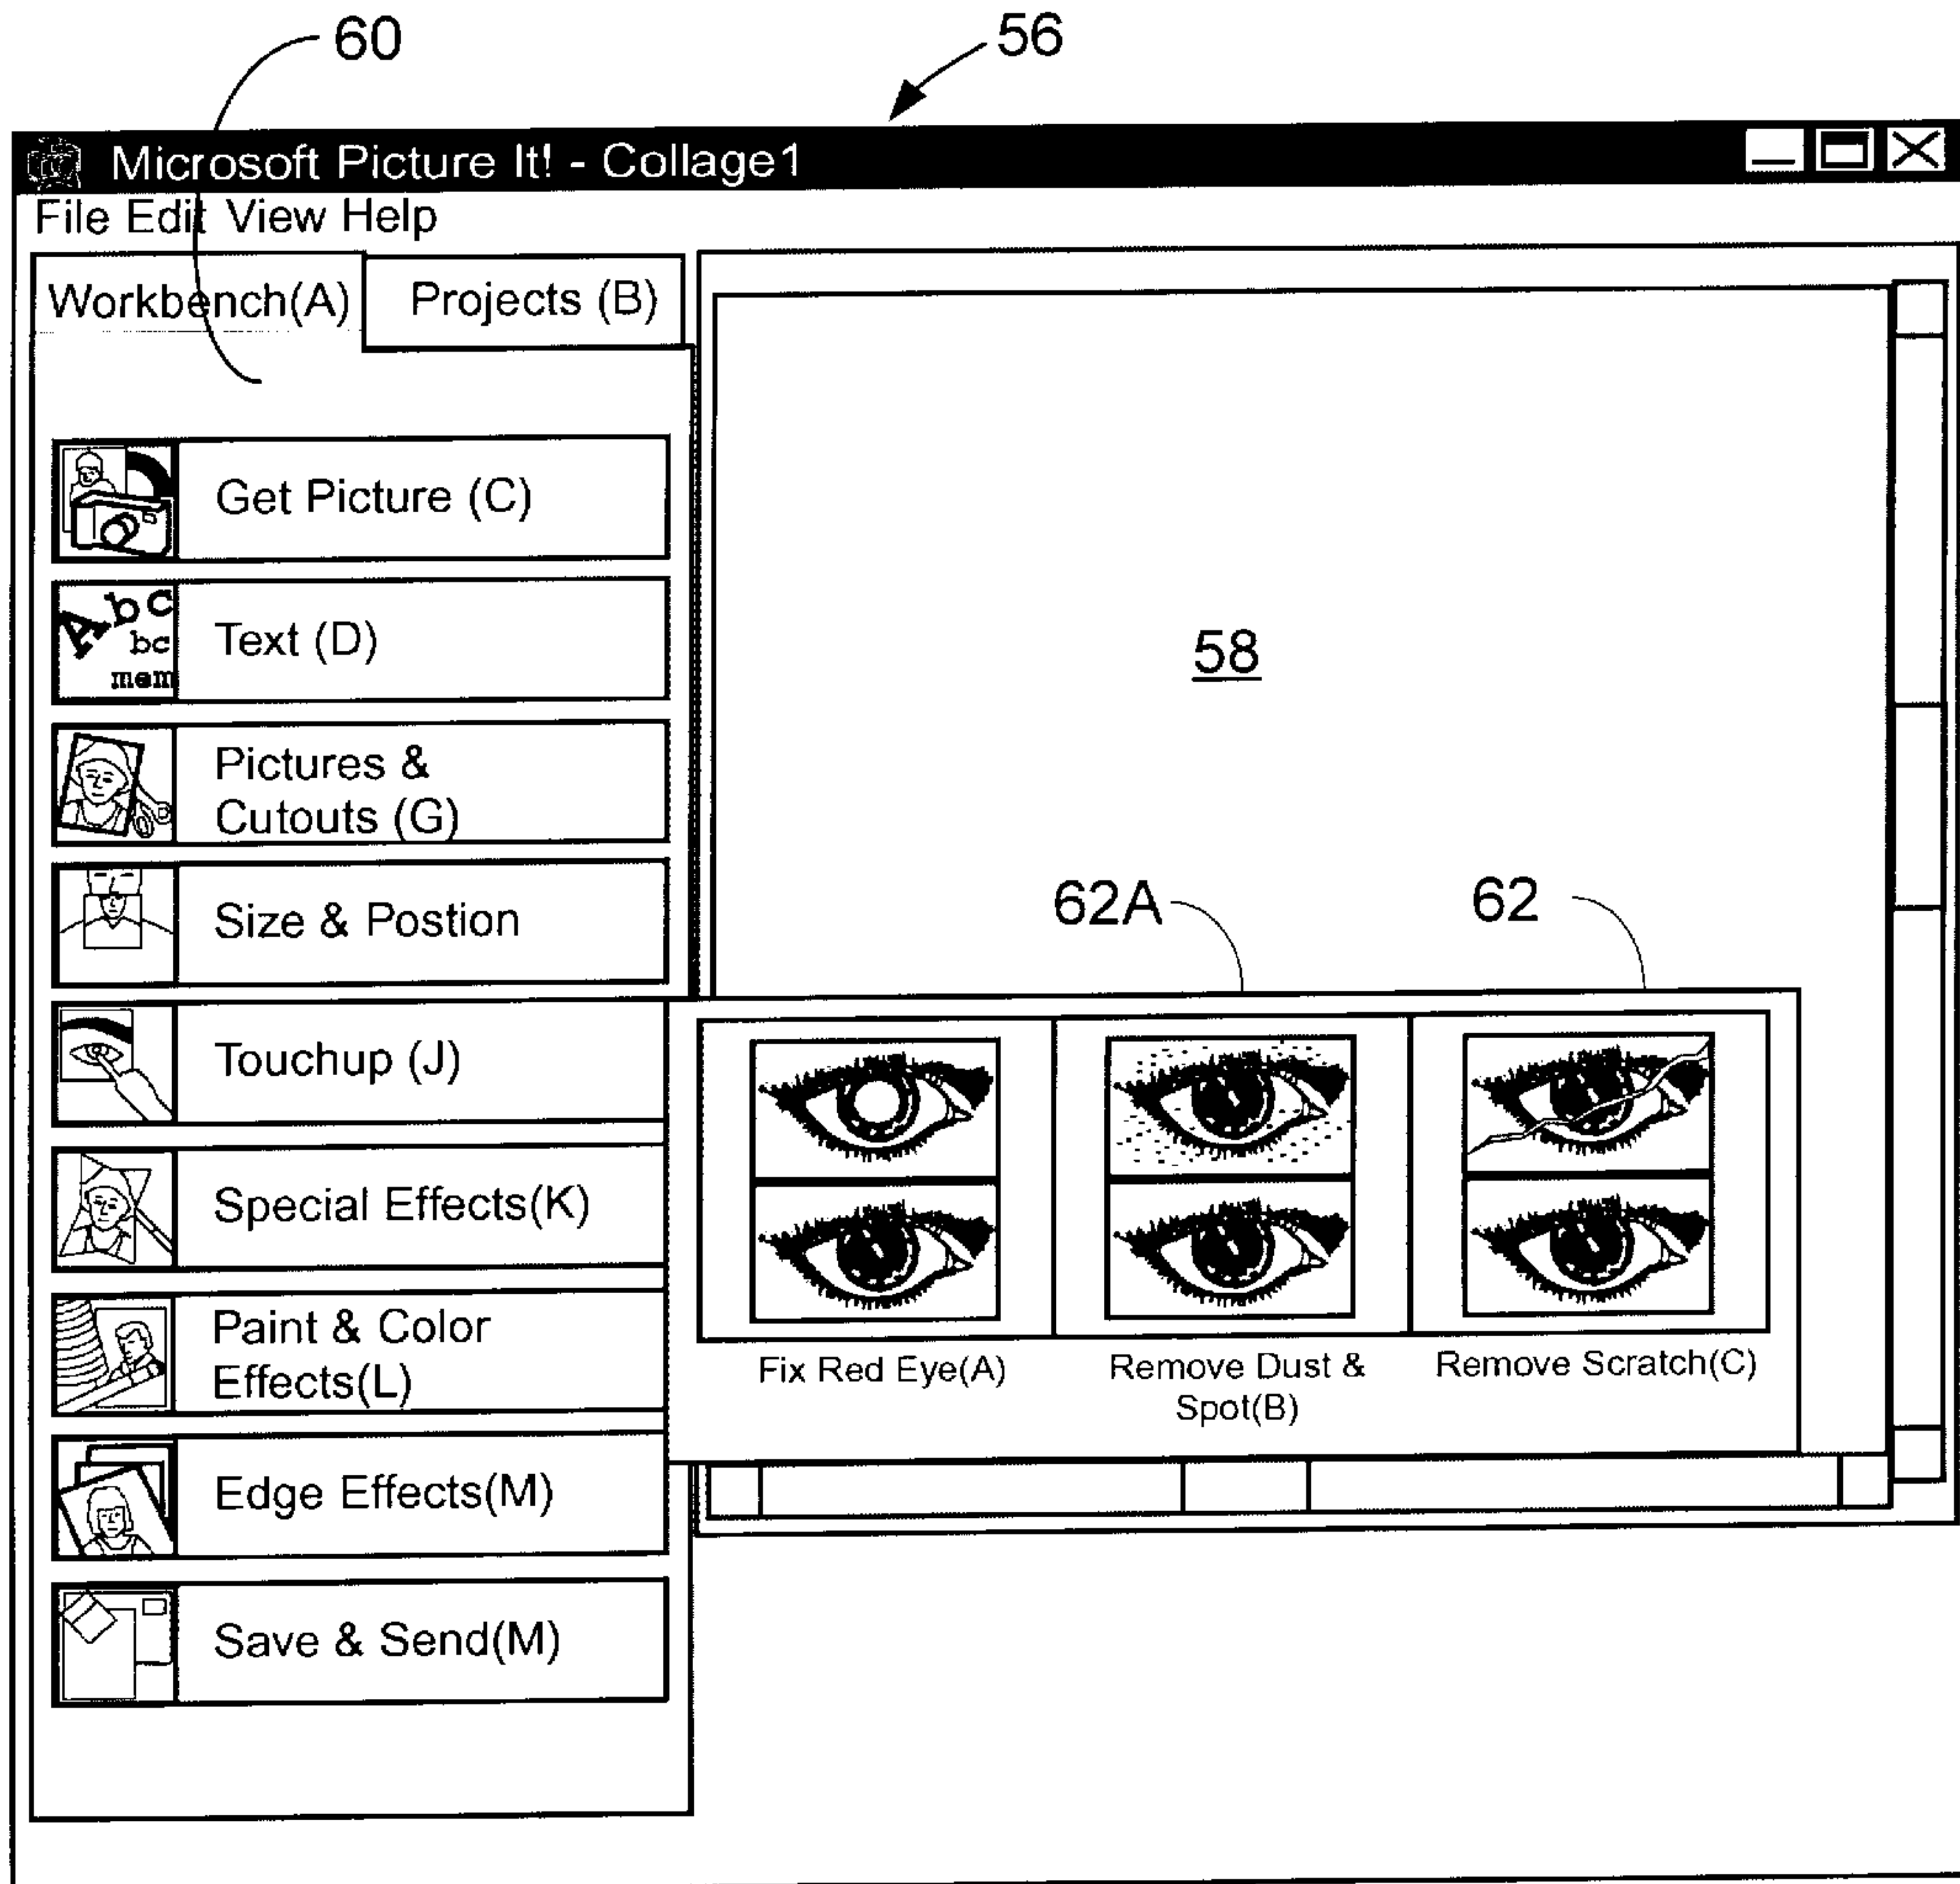 60
56
Microsoft Picture It! - Collage1
File Edit View Help
Workbench(A)
Projects (B)
Get Picture (C)
Abc
bc
mem
Text (D)
58
Pictures &
Cutouts (G)
Size & Postion
62A
62
Touchup (J)
Special Effects(K)
Paint & Color
Effects(L)
Fix Red Eye(A)
Remove Dust &
Spot(B)
Remove Scratch(C)
Edge Effects(M)
Save & Send(M)